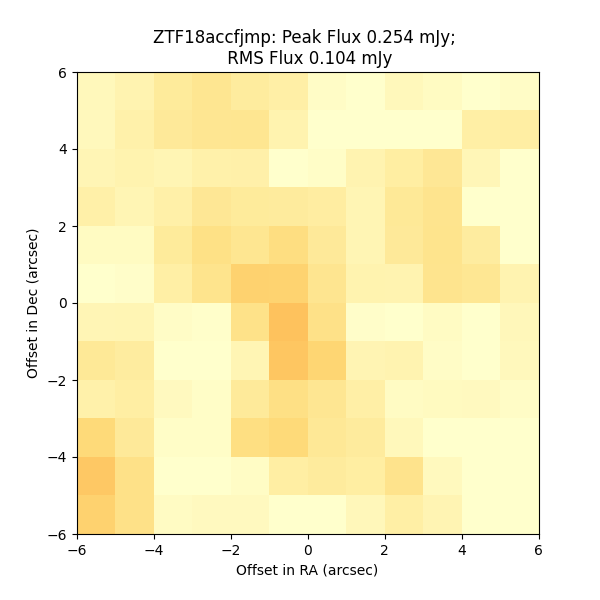 ZTF18accfjmp: Peak Flux 0.254 mJy;
RMS Flux 0.104 mJy
6
4
2
0
−2
−4
−6
Offset in Dec (arcsec)
−6 −4 −2 0 2 4 6
Offset in RA (arcsec)